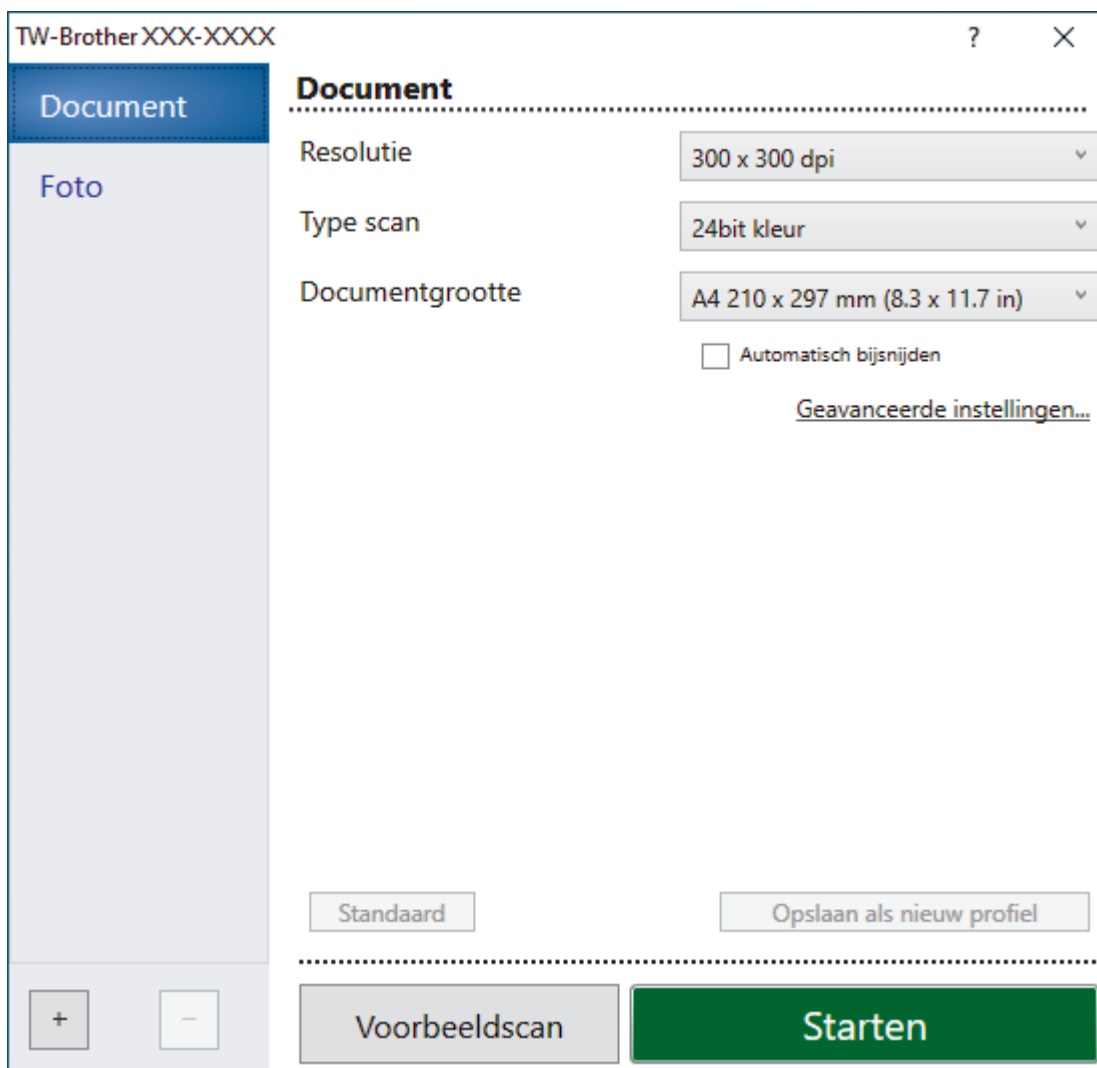 TW-Brother XXX-XXXX
?
Document
Foto
Document
Resolutie
300 x 300 dpi
Type scan
24bit kleur
Documentgrootte
A4 210 x 297 mm (8.3 x 11.7 in)
Automatisch bijsnijden
Geavanceerde instellingen...
Standaard
Opslaan als nieuw profiel
+
−
Voorbeeldscan
Starten